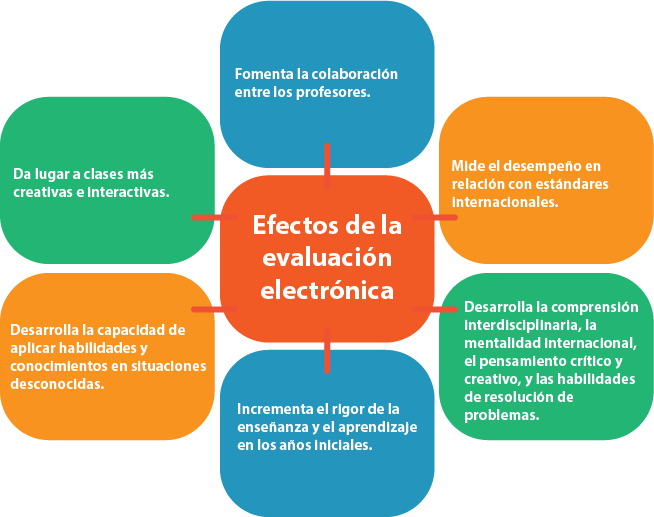 Fomenta la colaboración
entre los profesores.
Da lugar a clases más
creativas e interactivas.
Mide el desempeño en
relación con estándares
internacionales.
Efectos de la
evaluación
electrónica
Desarrolla la capacidad de
aplicar habilidades y
conocimientos en situaciones
desconocidas.
Desarrolla la comprensión
interdisciplinaria, la
mentalidad internacional,
el pensamiento crítico y
creativo, y las habilidades
de resolución de
problemas.
Incrementa el rigor de la
enseñanza y el aprendizaje
en los años iniciales.